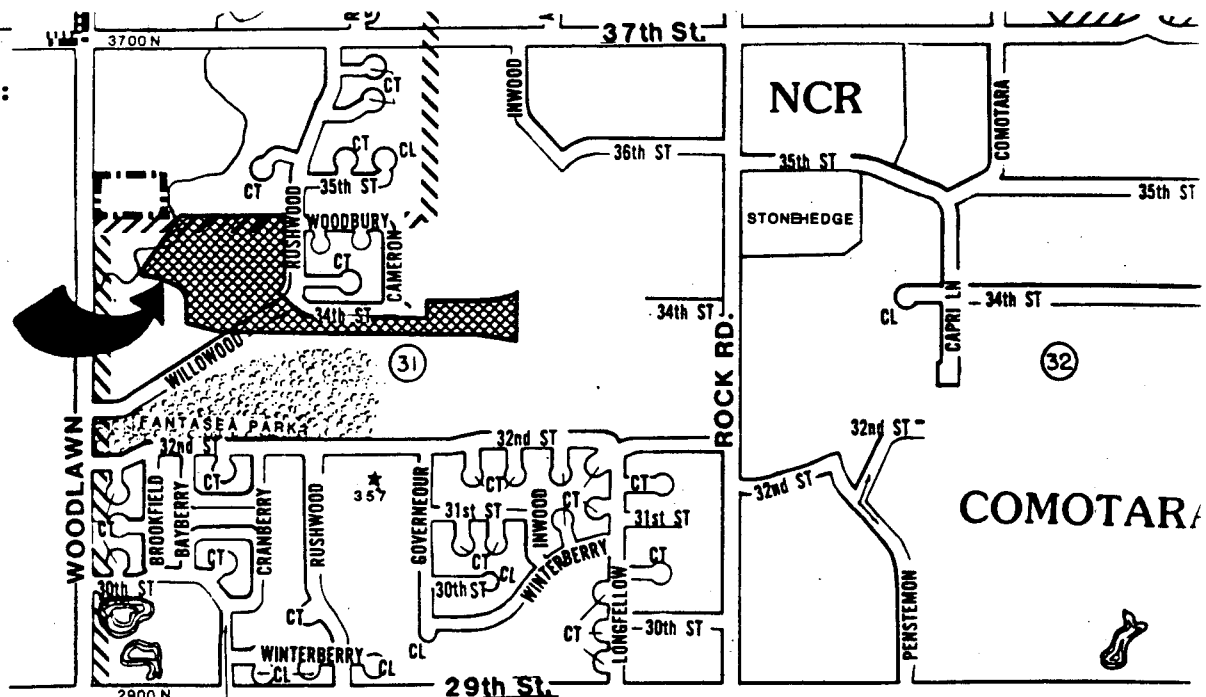 37th St.
3700 N
CT
INWOOD
NCR
COMOTARA
CT
CL
36th ST
35th ST
CT
35th ST
35th ST
RUSHWOOD
WOODBURY
STONEHEDGE
CT
CAMERON
34th ST
34th ST
34th ST
CL
CAPRI LN
WILLOWOOD
31
32
ROCK RD.
WOODLAWN
FANTASEA PARK
32nd ST
32nd ST
32nd ST
32nd ST
CT
357
CT
CT
CT
BROOKFIELD
BAYBERRY
CRANBERRY
RUSHWOOD
GOVERNEOUR
31st ST
INWOOD
31st ST
COMOTARA
CT
CT
CT
CT
30th ST
CL
30th ST
WINTERBERRY
LONGFELLOW
PENSTEMON
CT
CT
30th ST
WINTERBERRY
CL
CL
CL
2900 N
29th St.